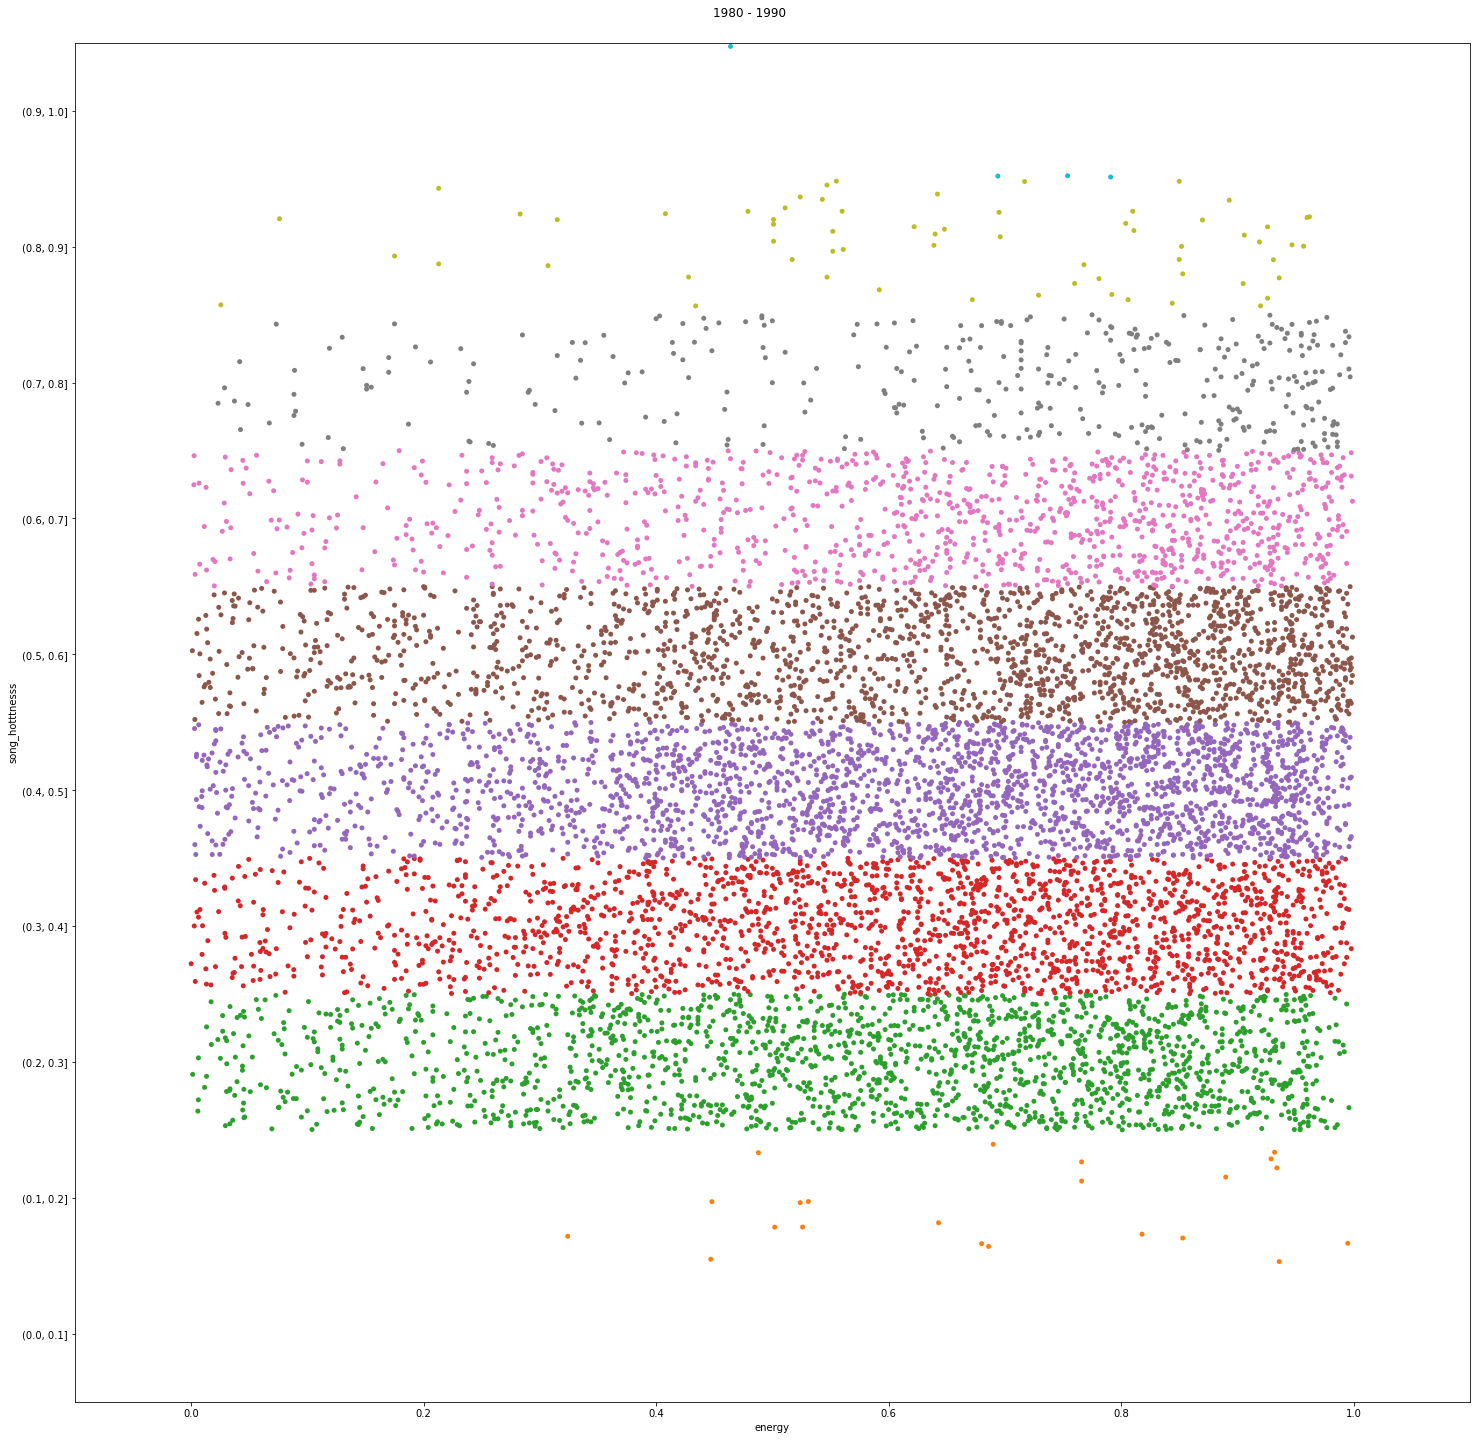 1980 - 1990
(0.9, 1.0]
(0.8, 0.9]
(0.7, 0.8]
(0.6, 0.7]
(0.5, 0.6]
song_hotttnesss
(0.4, 0.5]
(0.3, 0.4]
(0.2, 0.3]
(0.1, 0.2]
(0.0, 0.1]
0.0 0.2 0.4 0.6 0.8 1.0
energy